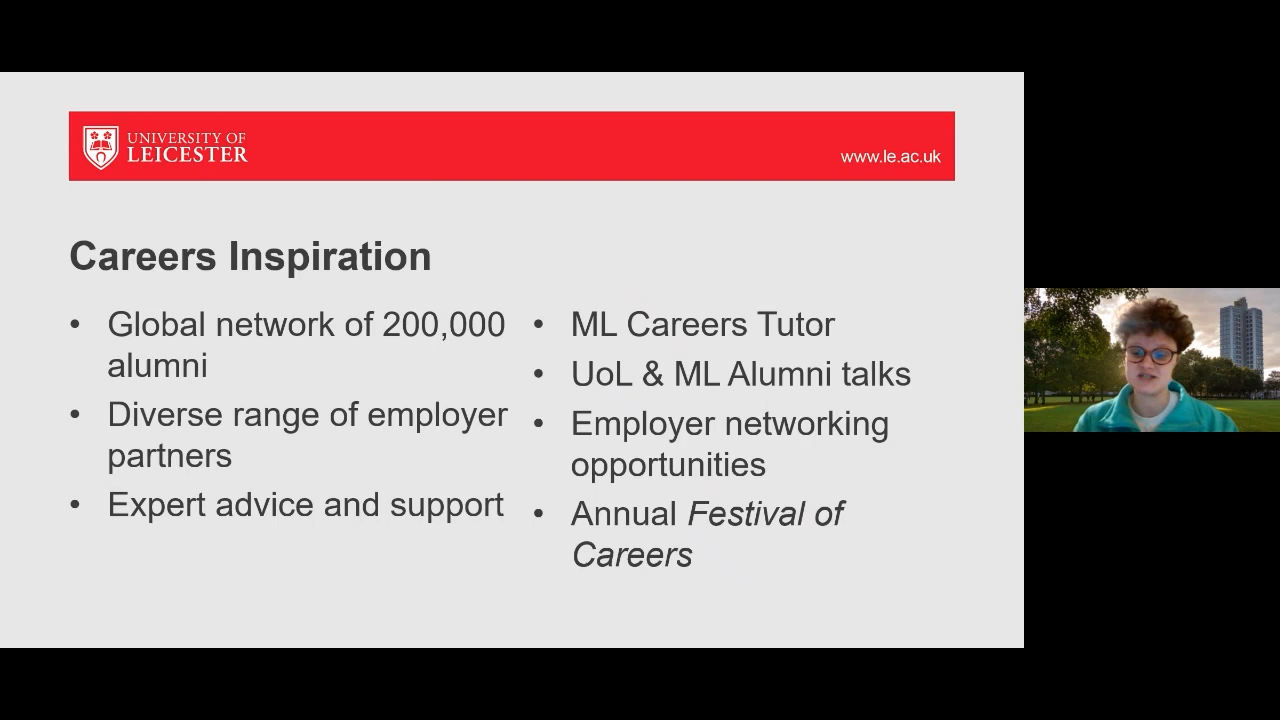 UNIVERSITY OF
LEICESTER
www.le.ac.uk
Careers Inspiration
• Global network of 200,000
alumni
• Diverse range of employer
partners
• Expert advice and support
• ML Careers Tutor
• UoL & ML Alumni talks
• Employer networking
opportunities
• Annual Festival of
Careers